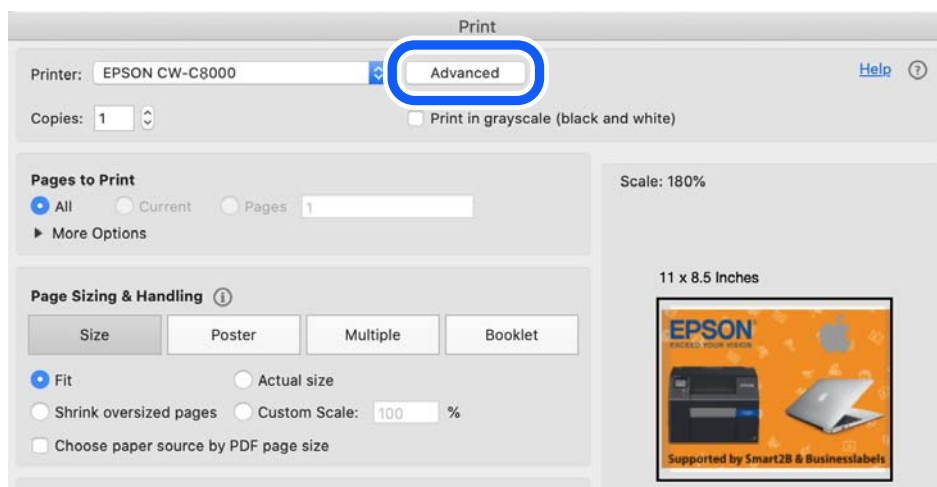 Print
Printer: EPSON CW-C8000 Advanced Help ?
Copies: 1 Print in grayscale (black and white)
Pages to Print
All Current Pages 1
More Options
Scale: 180%
11 x 8.5 Inches
Page Sizing & Handling i
Size Poster Multiple Booklet
Fit Actual size
Shrink oversized pages Custom Scale: 100 %
Choose paper source by PDF page size
EPSON
EXCEED YOUR VISION
Supported by Smart2B & Businesslabels